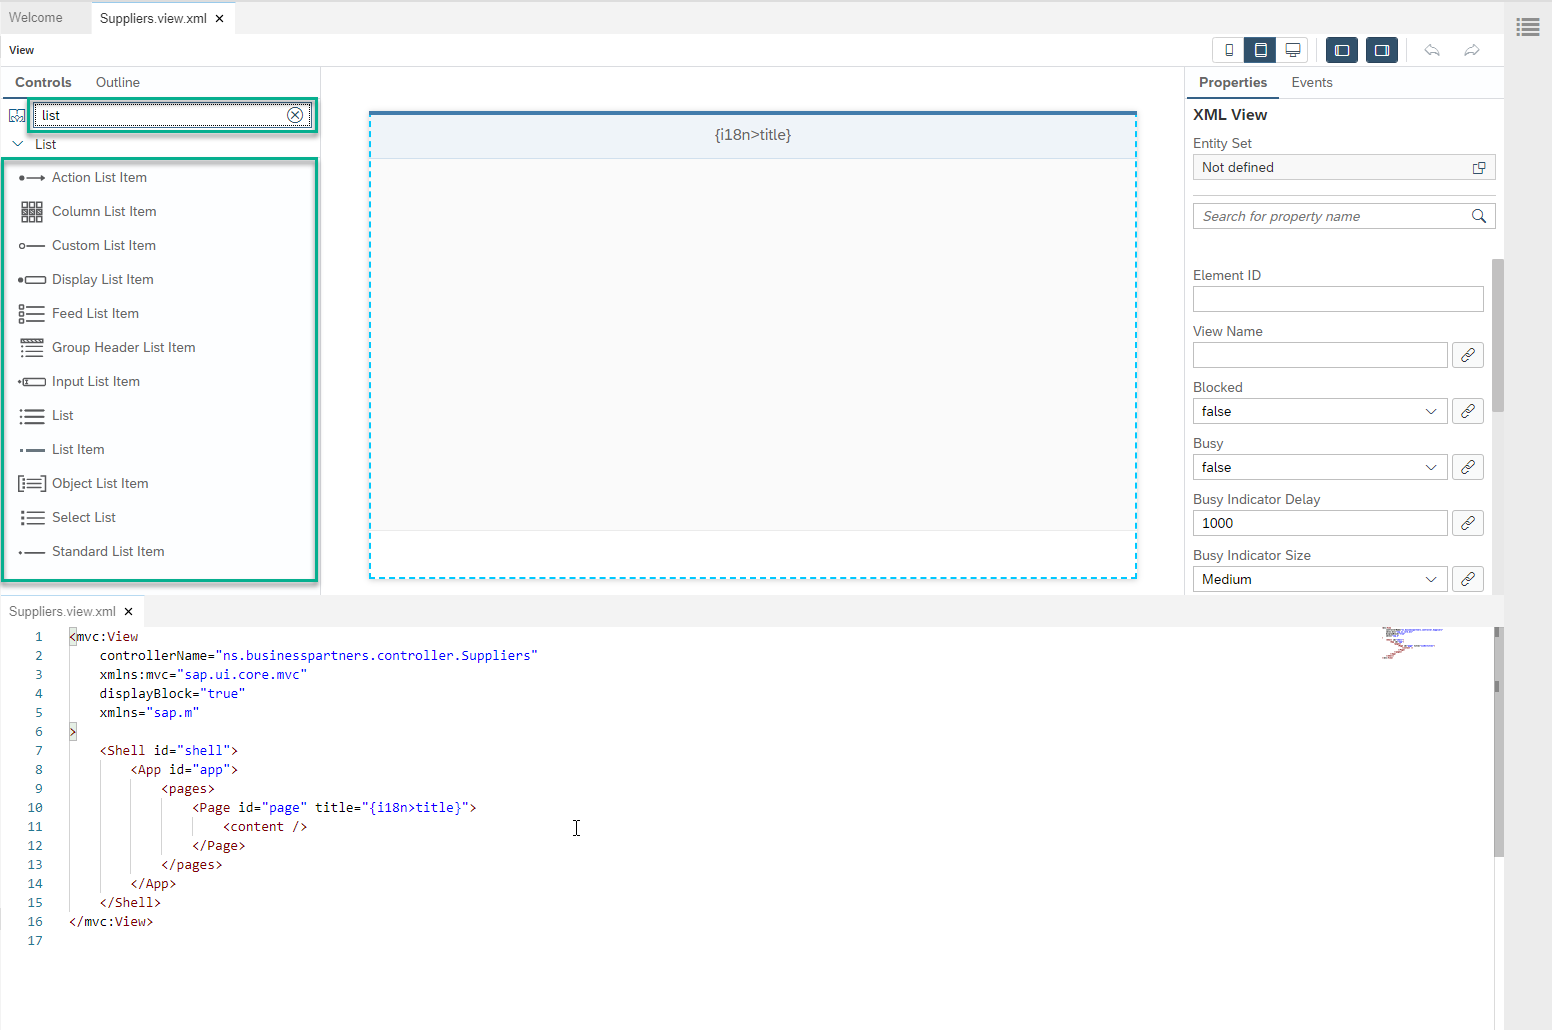 Welcome
Suppliers.view.xml
View
Controls
Outline
list
List
Action List Item
Column List Item
Custom List Item
Display List Item
Feed List Item
Group Header List Item
Input List Item
List
List Item
Object List Item
Select List
Standard List Item
{i18n>title}
Properties
Events
XML View
Entity Set
Not defined
Search for property name
Element ID
View Name
Blocked
false
Busy
false
Busy Indicator Delay
1000
Busy Indicator Size
Medium
Suppliers.view.xml
1 <mvc:View
2 controllerName="ns.businesspartners.controller.Suppliers"
3 xmlns:mvc="sap.ui.core.mvc"
4 displayBlock="true"
5 xmlns="sap.m"
6 >
7 <Shell id="shell">
8 <App id="app">
9 <pages>
10 <Page id="page" title="{i18n>title}">
11 <content />
12 </Page>
13 </pages>
14 </App>
15 </Shell>
16 </mvc:View>
17